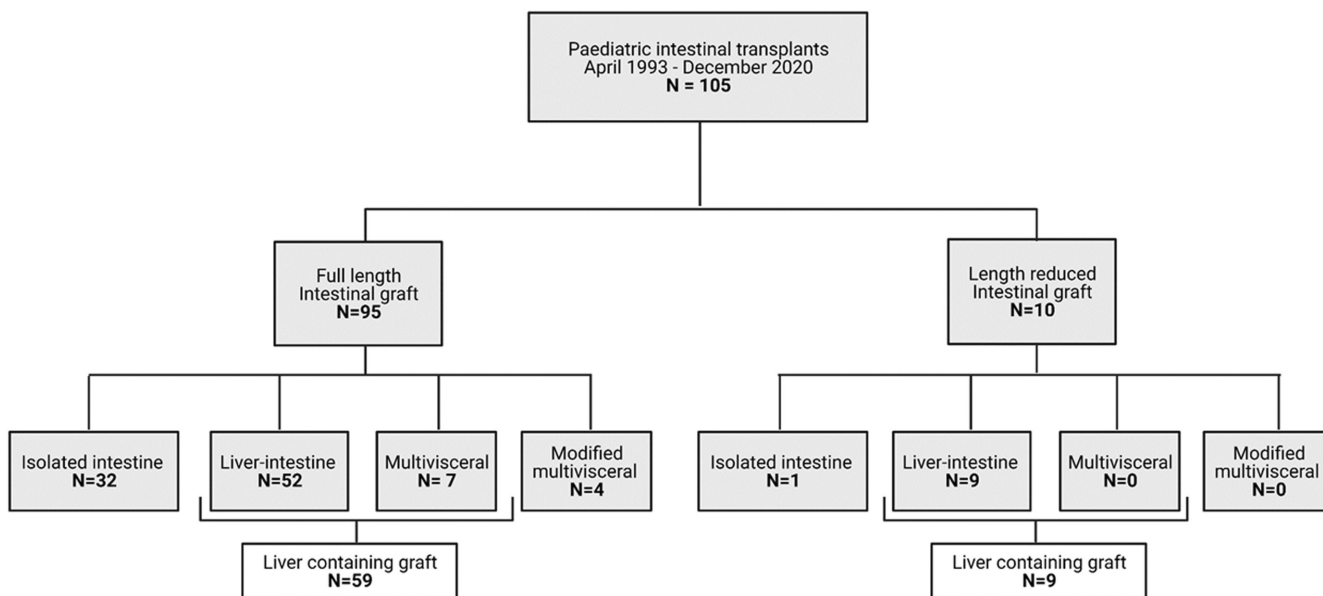 Paediatric intestinal transplants
April 1993 - December 2020
N = 105
Full length
Intestinal graft
N=95
Length reduced
Intestinal graft
N=10
Isolated intestine
N=32
Liver-intestine
N=52
Multivisceral
N= 7
Modified
multivisceral
N=4
Isolated intestine
N=1
Liver-intestine
N=9
Multivisceral
N=0
Modified
multivisceral
N=0
Liver containing graft
N=59
Liver containing graft
N=9